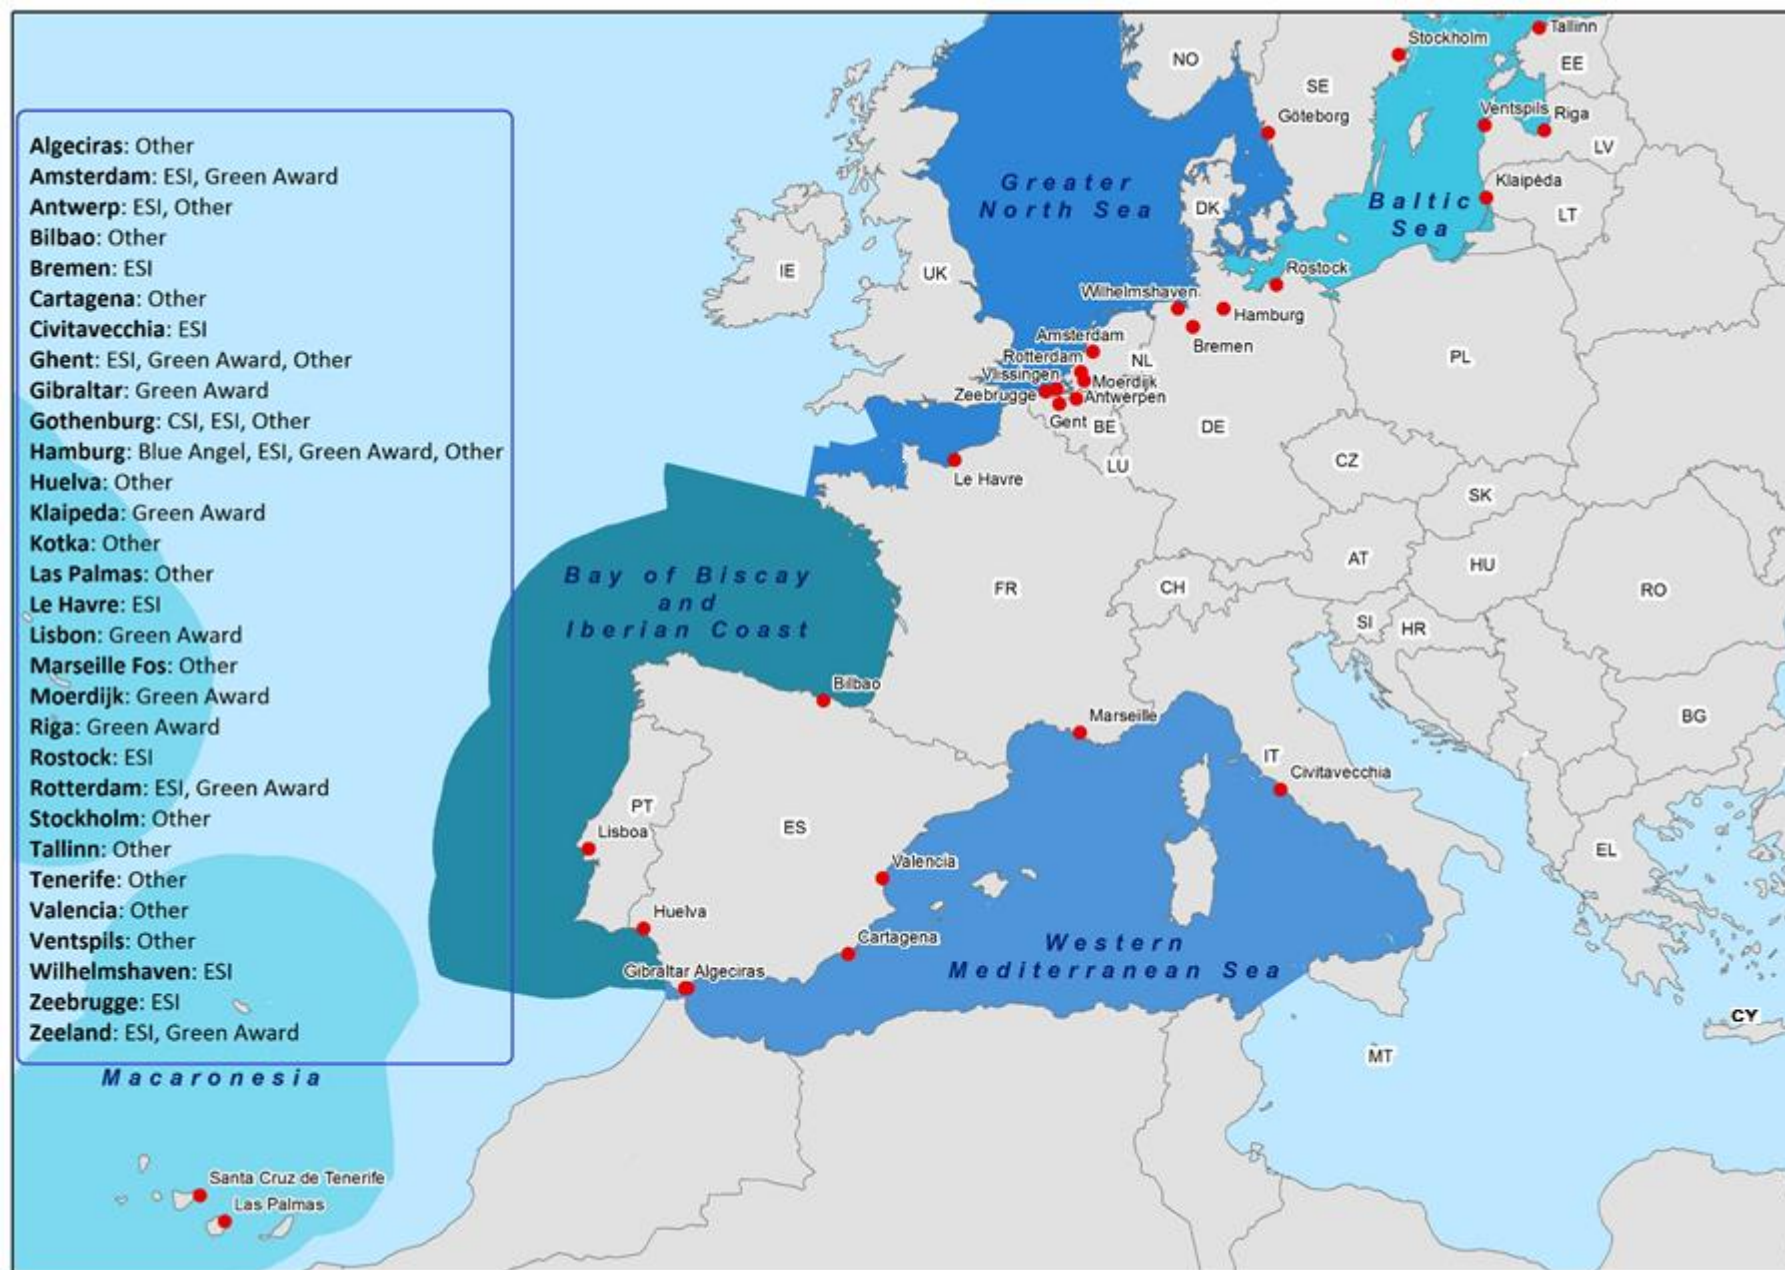 Algeciras: Other
Amsterdam: ESI, Green Award
Antwerp: ESI, Other
Bilbao: Other
Bremen: ESI
Cartagena: Other
Civitavecchia: ESI
Ghent: ESI, Green Award, Other
Gibraltar: Green Award
Gothenburg: CSI, ESI, Other
Hamburg: Blue Angel, ESI, Green Award, Other
Huelva: Other
Klaipeda: Green Award
Kotka: Other
Las Palmas: Other
Le Havre: ESI
Lisbon: Green Award
Marseille Fos: Other
Moerdijk: Green Award
Riga: Green Award
Rostock: ESI
Rotterdam: ESI, Green Award
Stockholm: Other
Tallinn: Other
Tenerife: Other
Valencia: Other
Ventspils: Other
Wilhelmshaven: ESI
Zeebrugge: ESI
Zeeland: ESI, Green Award
Macaronesia
Santa Cruz de Tenerife
Las Palmas
Tallinn
Stockholm
NO
EE
SE
Ventspils
Riga
Göteborg
LV
Greater
North Sea
Klaipėda
Baltic
Sea
DK
LT
IE
UK
Rostock
Wilhelmshaven
Hamburg
Amsterdam
Bremen
Rotterdam
NL
PL
Vlissingen
Moerdijk
Zeebrugge
Antwerpen
Gent
BE
DE
LU
CZ
Le Havre
SK
AT
HU
Bay of Biscay
and
Iberian Coast
FR
CH
RO
SI
HR
Bilbao
Marseille
BG
IT
Civitavecchia
PT
ES
Lisboa
EL
Valencia
Huelva
Cartagena
Western
Mediterranean Sea
Gibraltar Algeciras
CY
MT